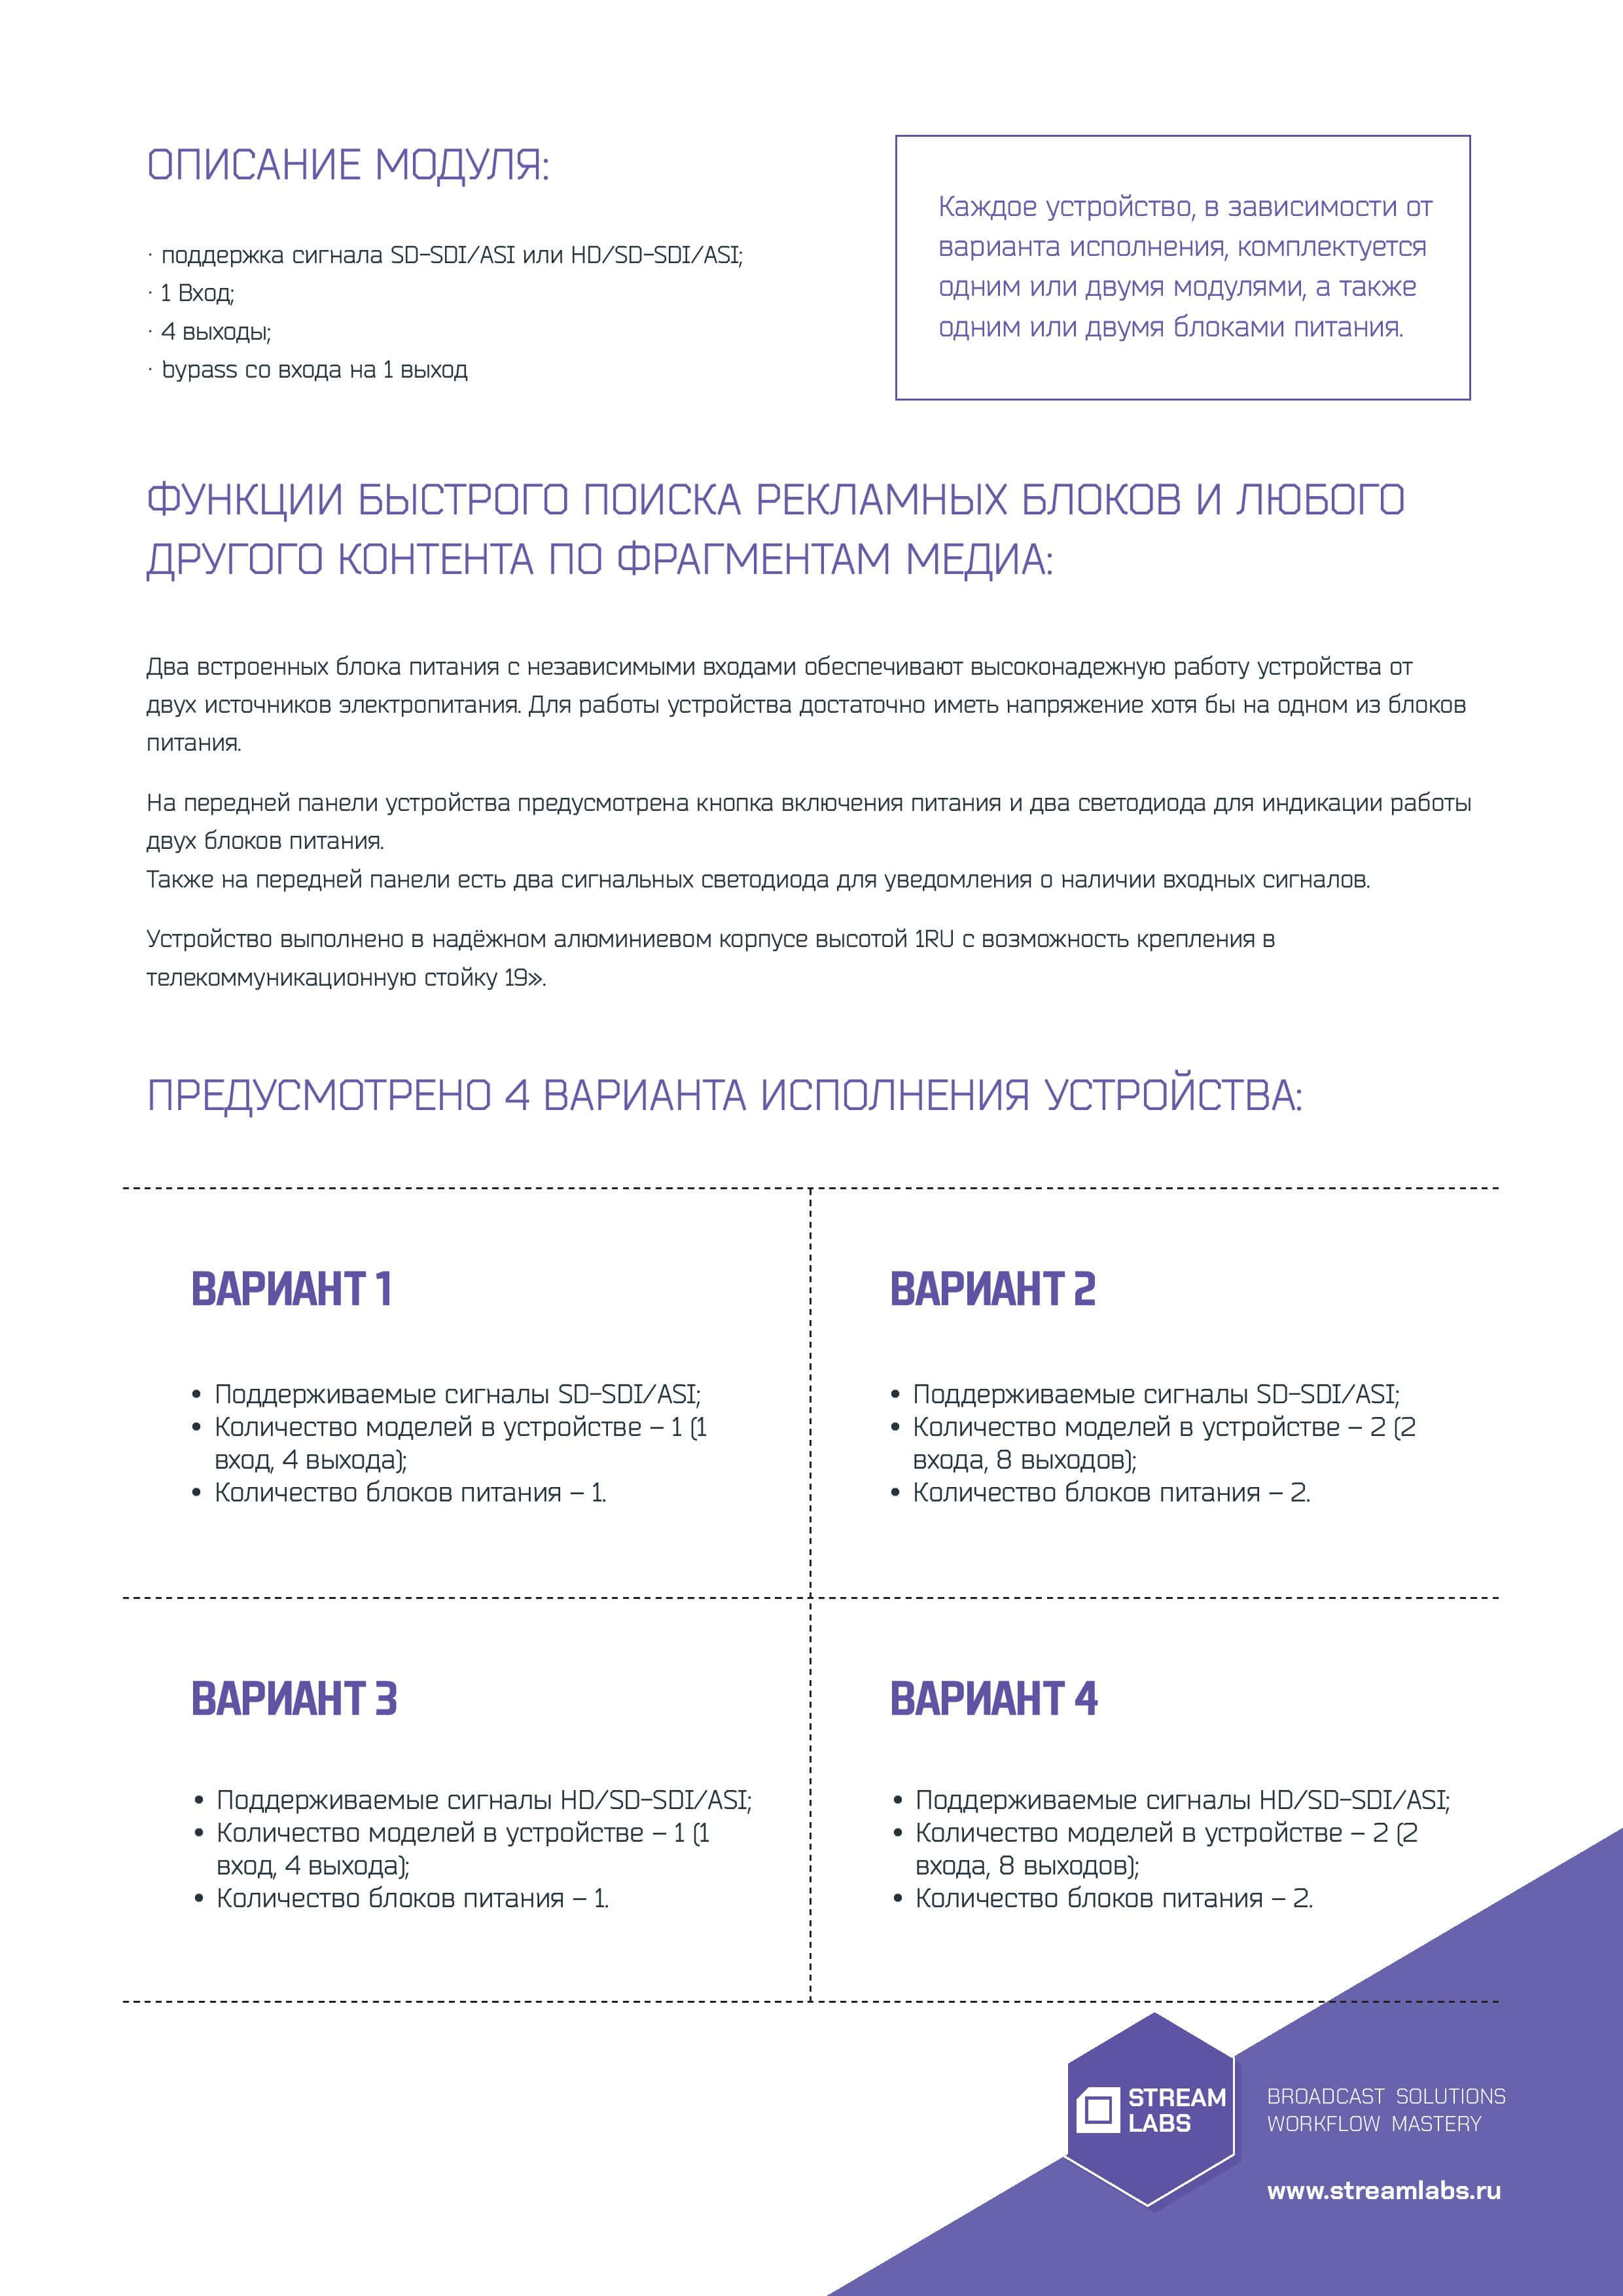 ОПИСАНИЕ МОДУЛЯ:
· поддержка сигнала SD-SDI/ASI или HD/SD-SDI/ASI;
· 1 Вход;
· 4 выходы;
· bypass со входа на 1 выход
Каждое устройство, в зависимости от
варианта исполнения, комплектуется
одним или двумя модулями, а также
одним или двумя блоками питания.
ФУНКЦИИ БЫСТРОГО ПОИСКА РЕКЛАМНЫХ БЛОКОВ И ЛЮБОГО
ДРУГОГО КОНТЕНТА ПО ФРАГМЕНТАМ МЕДИА:
Два встроенных блока питания с независимыми входами обеспечивают высоконадежную работу устройства от
двух источников электропитания. Для работы устройства достаточно иметь напряжение хотя бы на одном из блоков
питания.
На передней панели устройства предусмотрена кнопка включения питания и два светодиода для индикации работы
двух блоков питания.
Также на передней панели есть два сигнальных светодиода для уведомления о наличии входных сигналов.
Устройство выполнено в надёжном алюминиевом корпусе высотой 1RU с возможность крепления в
телекоммуникационную стойку 19».
ПРЕДУСМОТРЕНО 4 ВАРИАНТА ИСПОЛНЕНИЯ УСТРОЙСТВА:
ВАРИАНТ 1
• Поддерживаемые сигналы SD-SDI/ASI;
• Количество моделей в устройстве – 1 (1
вход, 4 выхода);
• Количество блоков питания – 1.
ВАРИАНТ 2
• Поддерживаемые сигналы SD-SDI/ASI;
• Количество моделей в устройстве – 2 (2
входа, 8 выходов);
• Количество блоков питания – 2.
ВАРИАНТ 3
• Поддерживаемые сигналы HD/SD-SDI/ASI;
• Количество моделей в устройстве – 1 (1
вход, 4 выхода);
• Количество блоков питания – 1.
ВАРИАНТ 4
• Поддерживаемые сигналы HD/SD-SDI/ASI;
• Количество моделей в устройстве – 2 (2
входа, 8 выходов);
• Количество блоков питания – 2.
STREAM
LABS
BROADCAST SOLUTIONS
WORKFLOW MASTERY
www.streamlabs.ru